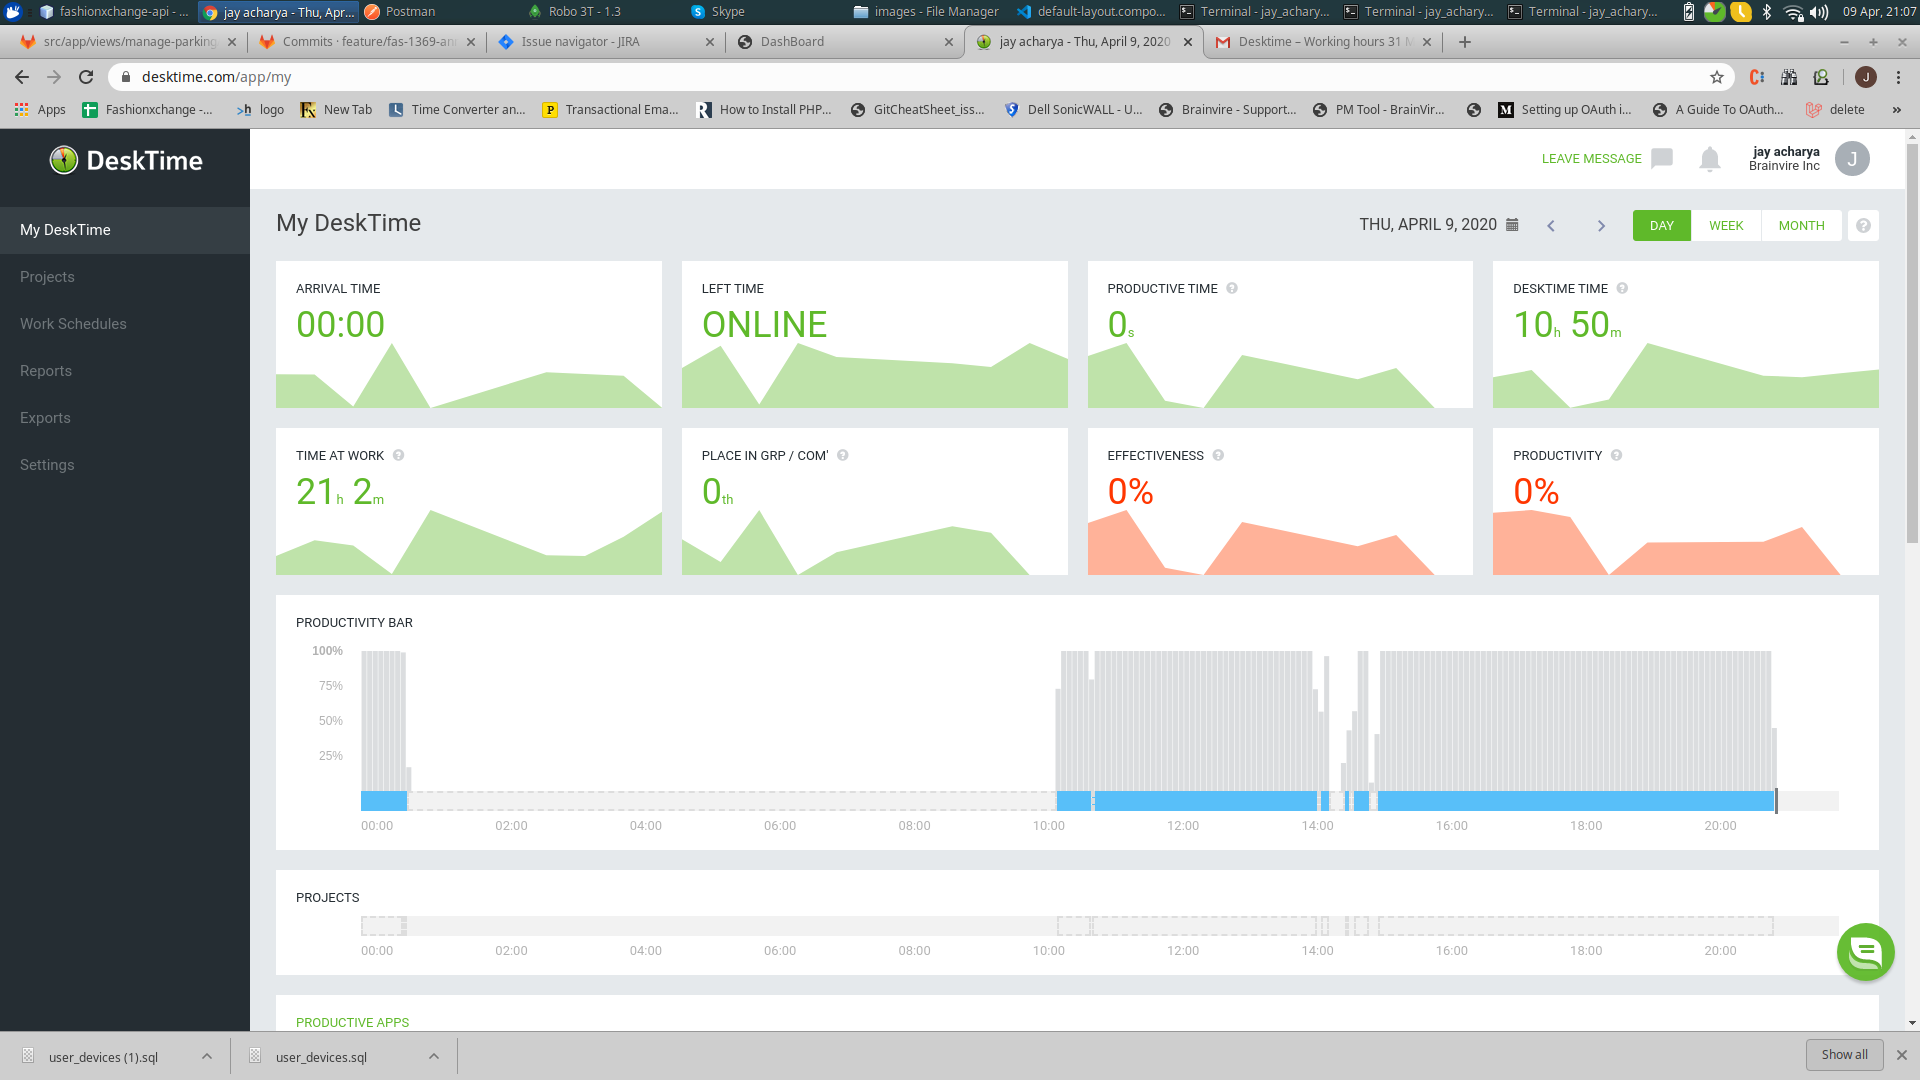 fashionxchange-api - ...
jay acharya - Thu, Apr...
Postman
Robo 3T - 1.3
Skype
images - File Manager
default-layout.compo...
Terminal - jay_achary...
Terminal - jay_achary...
Terminal - jay_achary...
09 Apr, 21:07
src/app/views/manage-parking
Commits · feature/fas-1369-an
Issue navigator - JIRA
DashBoard
jay acharya - Thu, April 9, 2020
Desktime – Working hours 31 M
desktime.com/app/my
J
Apps
Fashionxchange -...
logo
New Tab
Time Converter an...
Transactional Ema...
How to Install PHP...
GitCheatSheet_iss...
Dell SonicWALL - U...
Brainvire - Support...
PM Tool - BrainVir...
Setting up OAuth i...
A Guide To OAuth...
delete
»
DeskTime
LEAVE MESSAGE
jay acharya
Brainvire Inc
J
My DeskTime
Projects
Work Schedules
Reports
Exports
Settings
My DeskTime
THU, APRIL 9, 2020
DAY
WEEK
MONTH
?
ARRIVAL TIME
00:00
LEFT TIME
ONLINE
PRODUCTIVE TIME ?
0s
DESKTIME TIME ?
10h 50m
TIME AT WORK ?
21h 2m
PLACE IN GRP / COM' ?
0th
EFFECTIVENESS ?
0%
PRODUCTIVITY ?
0%
PRODUCTIVITY BAR
100%
75%
50%
25%
00:00 02:00 04:00 06:00 08:00 10:00 12:00 14:00 16:00 18:00 20:00
PROJECTS
00:00 02:00 04:00 06:00 08:00 10:00 12:00 14:00 16:00 18:00 20:00
PRODUCTIVE APPS
user_devices (1).sql
user_devices.sql
Show all